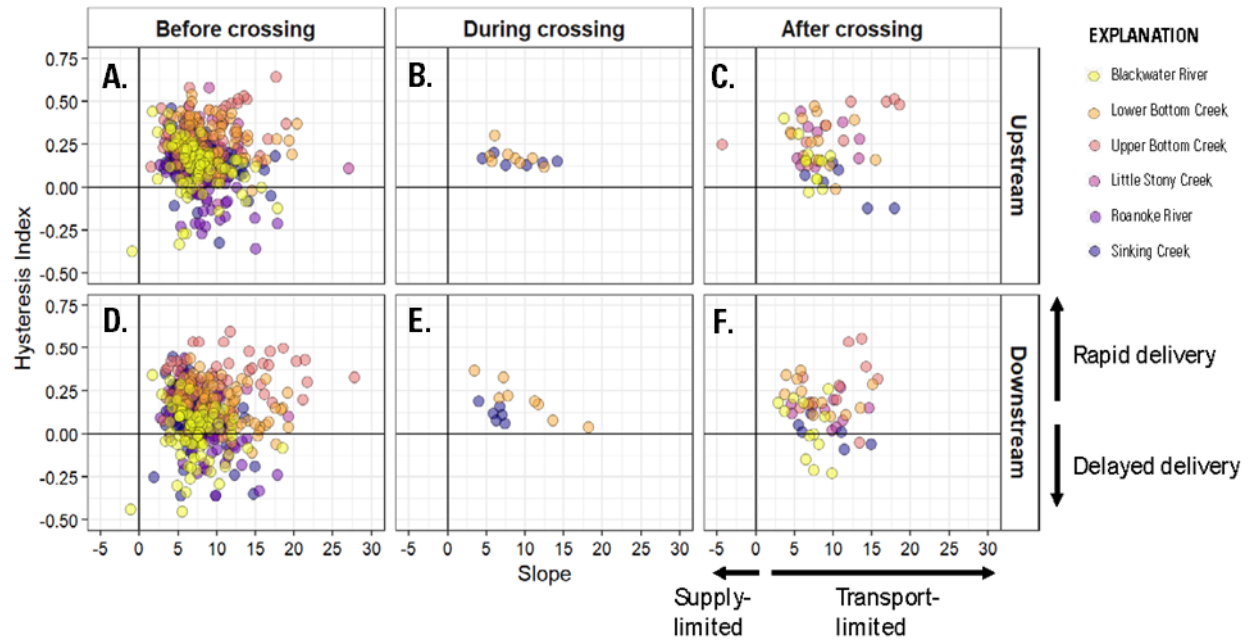 Before crossing
During crossing
After crossing
EXPLANATION
Blackwater River
Lower Bottom Creek
Upper Bottom Creek
Little Stony Creek
Roanoke River
Sinking Creek
A.
B.
C.
0.75
0.50
0.25
0.00
-0.25
-0.50
Upstream
Hysteresis Index
D.
E.
F.
0.75
0.50
0.25
0.00
-0.25
-0.50
Downstream
Rapid delivery
Delayed delivery
-5 0 5 10 15 20 25 30
-5 0 5 10 15 20 25 30
-5 0 5 10 15 20 25 30
Slope
Supply-
limited
Transport-
limited